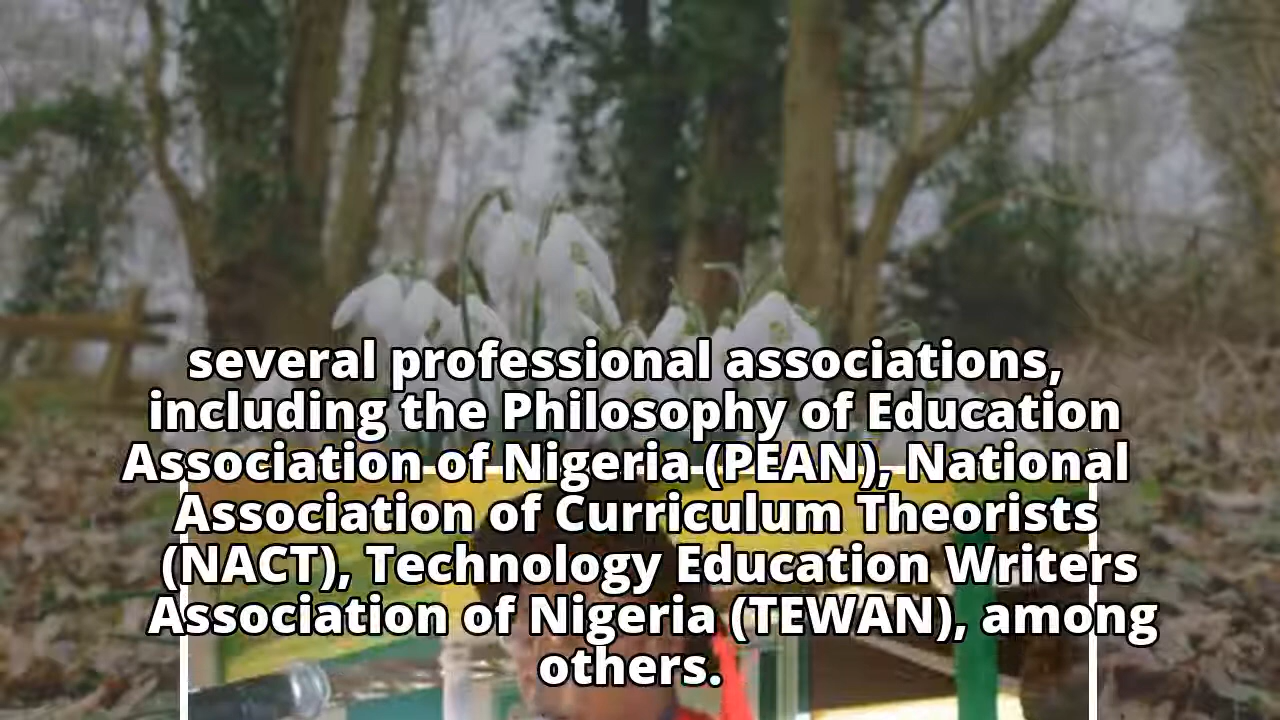 several professional associations,
including the Philosophy of Education
Association of Nigeria (PEAN), National
Association of Curriculum Theorists
(NACT), Technology Education Writers
Association of Nigeria (TEWAN), among
others.